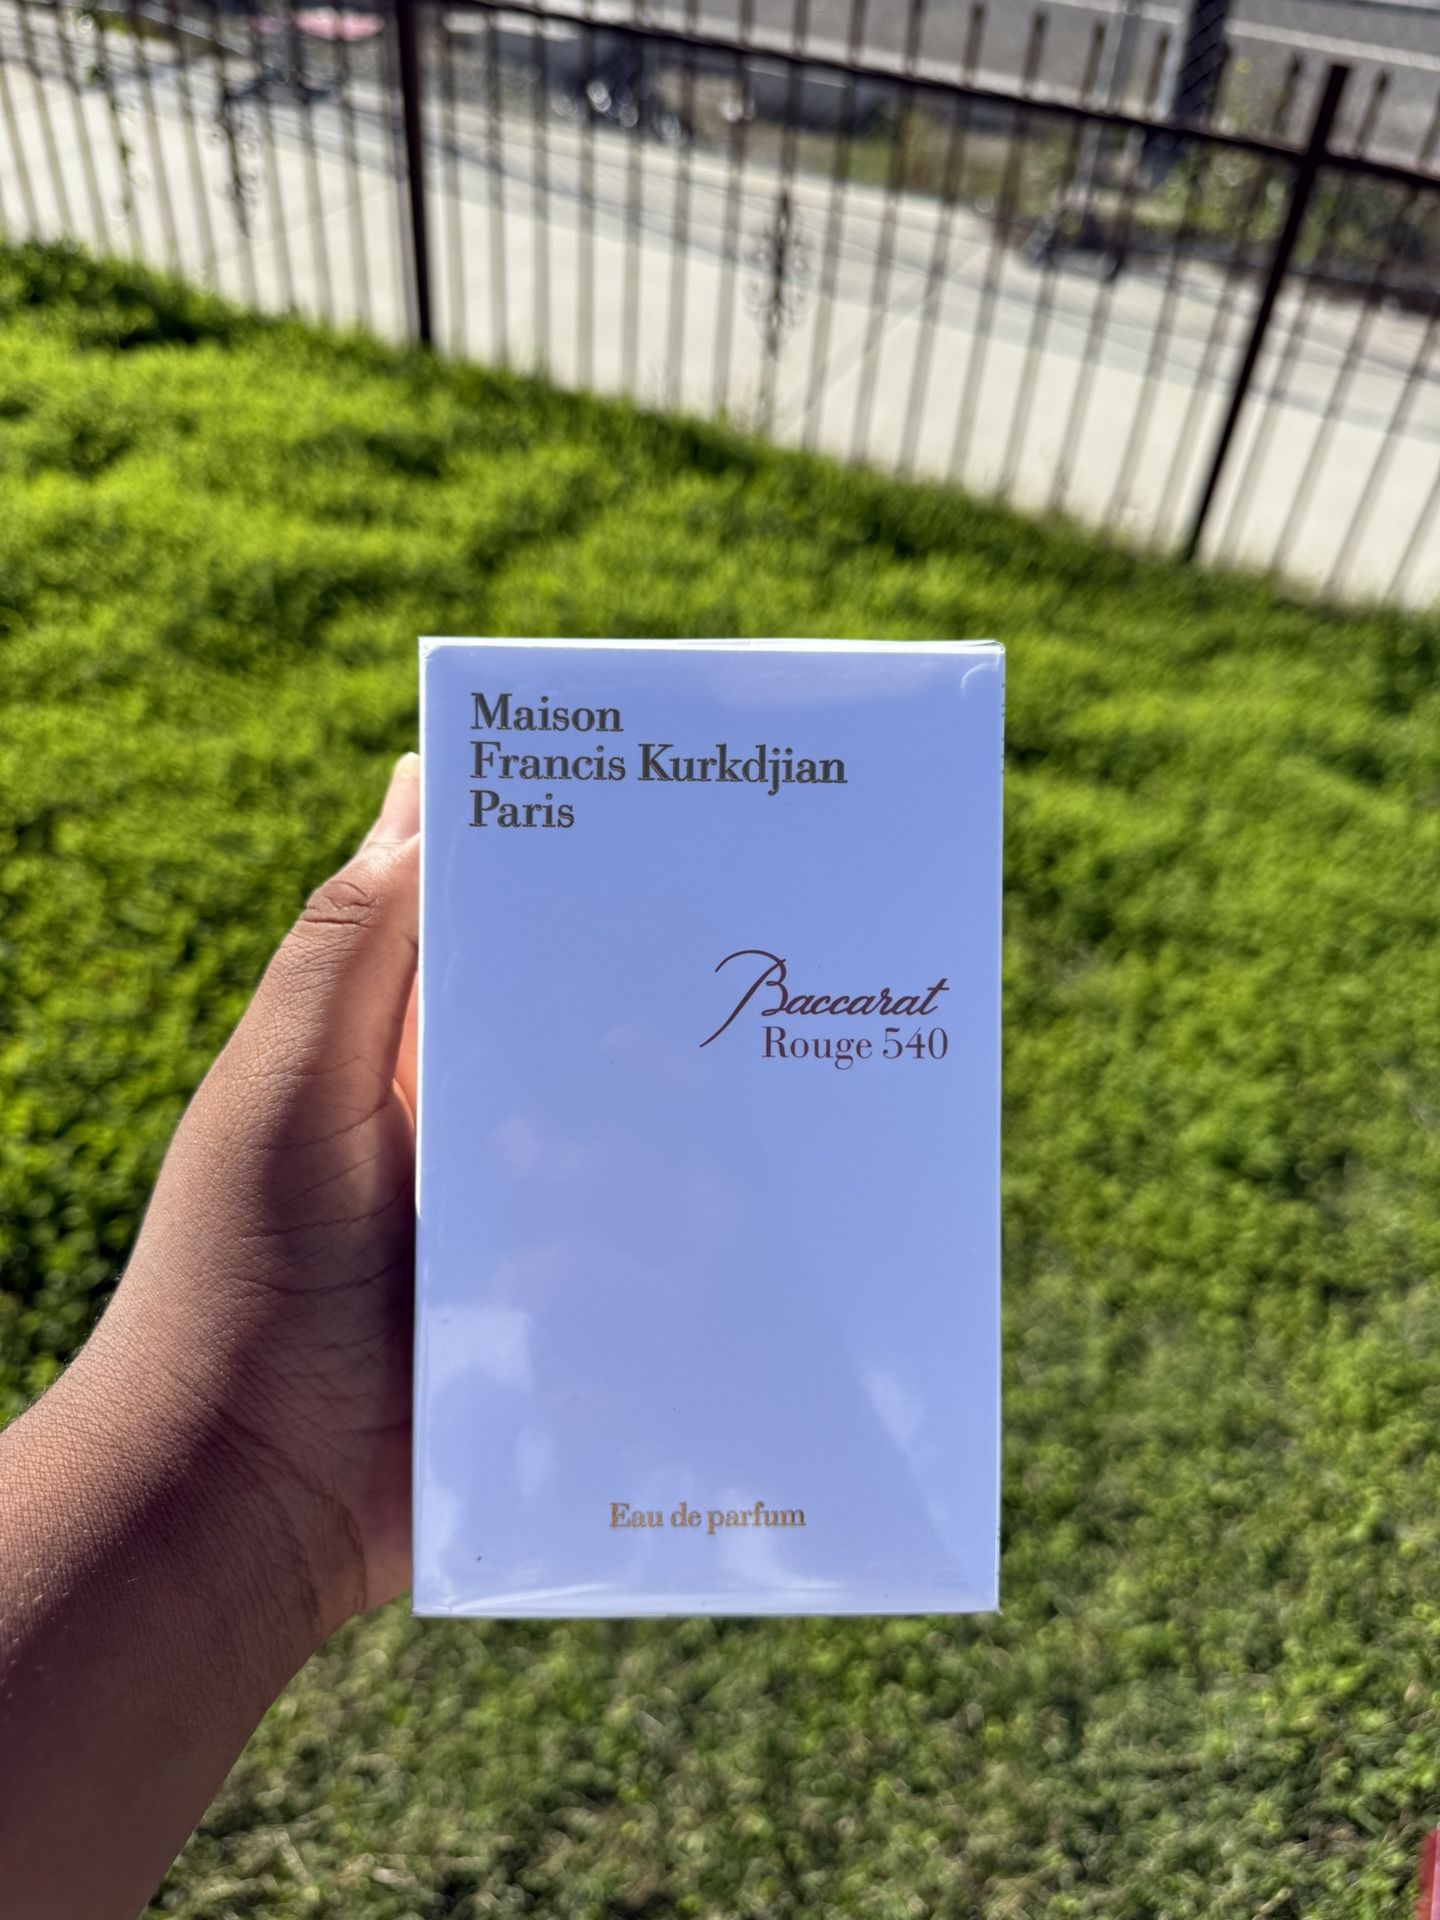 Maison
Francis Kurkdjian
Paris
Baccarat
Rouge 540
Eau de parfum